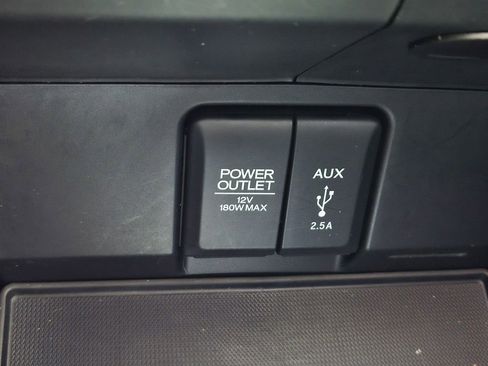 POWER
OUTLET
12V
180W MAX
AUX
2.5A